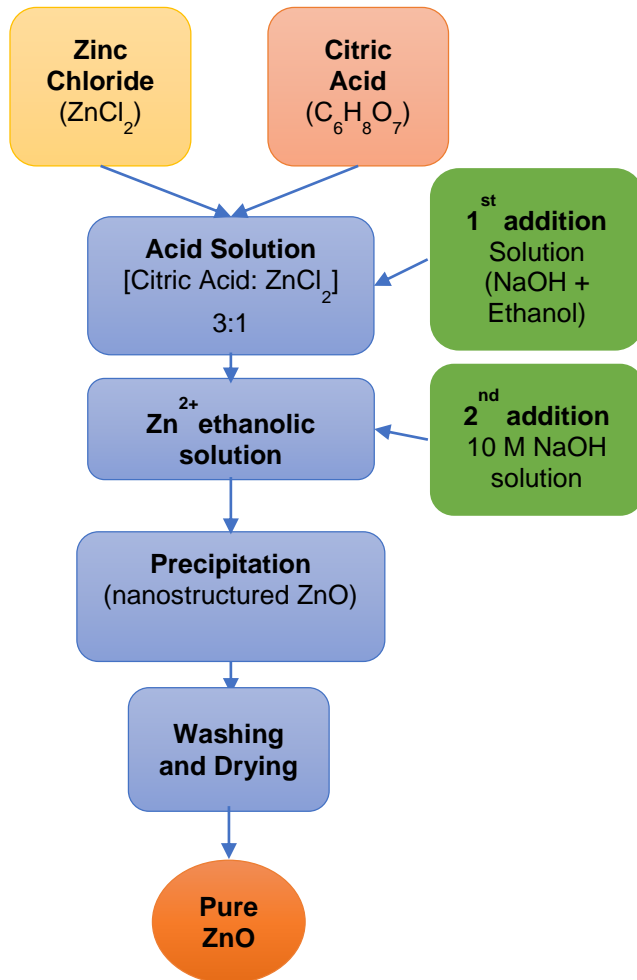 Zinc
Chloride
(ZnCl₂)
Citric
Acid
(C₆H₈O₇)
Acid Solution
[Citric Acid: ZnCl₂]
3:1
1ˢᵗ addition
Solution
(NaOH +
Ethanol)
Zn²⁺ ethanolic
solution
2ⁿᵈ addition
10 M NaOH
solution
Precipitation
(nanostructured ZnO)
Washing
and Drying
Pure
ZnO